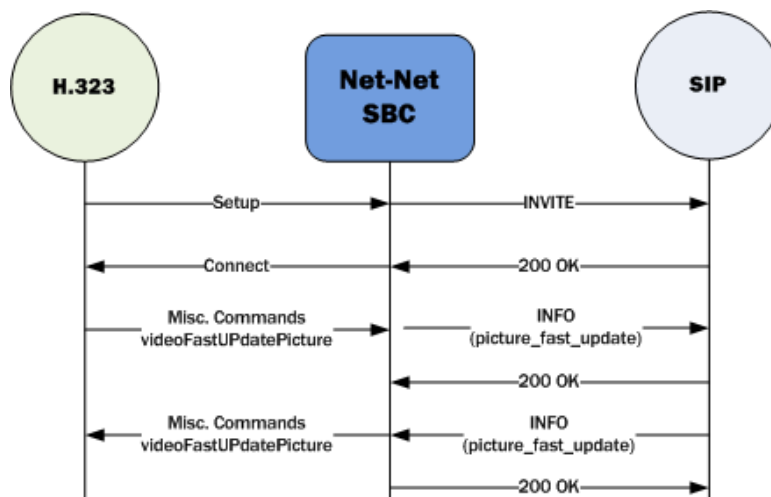 H.323
Net-Net
SBC
SIP
Setup
INVITE
Connect
200 OK
Misc. Commands
videoFastUPdatePicture
INFO
(picture_fast_update)
200 OK
Misc. Commands
videoFastUPdatePicture
INFO
(picture_fast_update)
200 OK